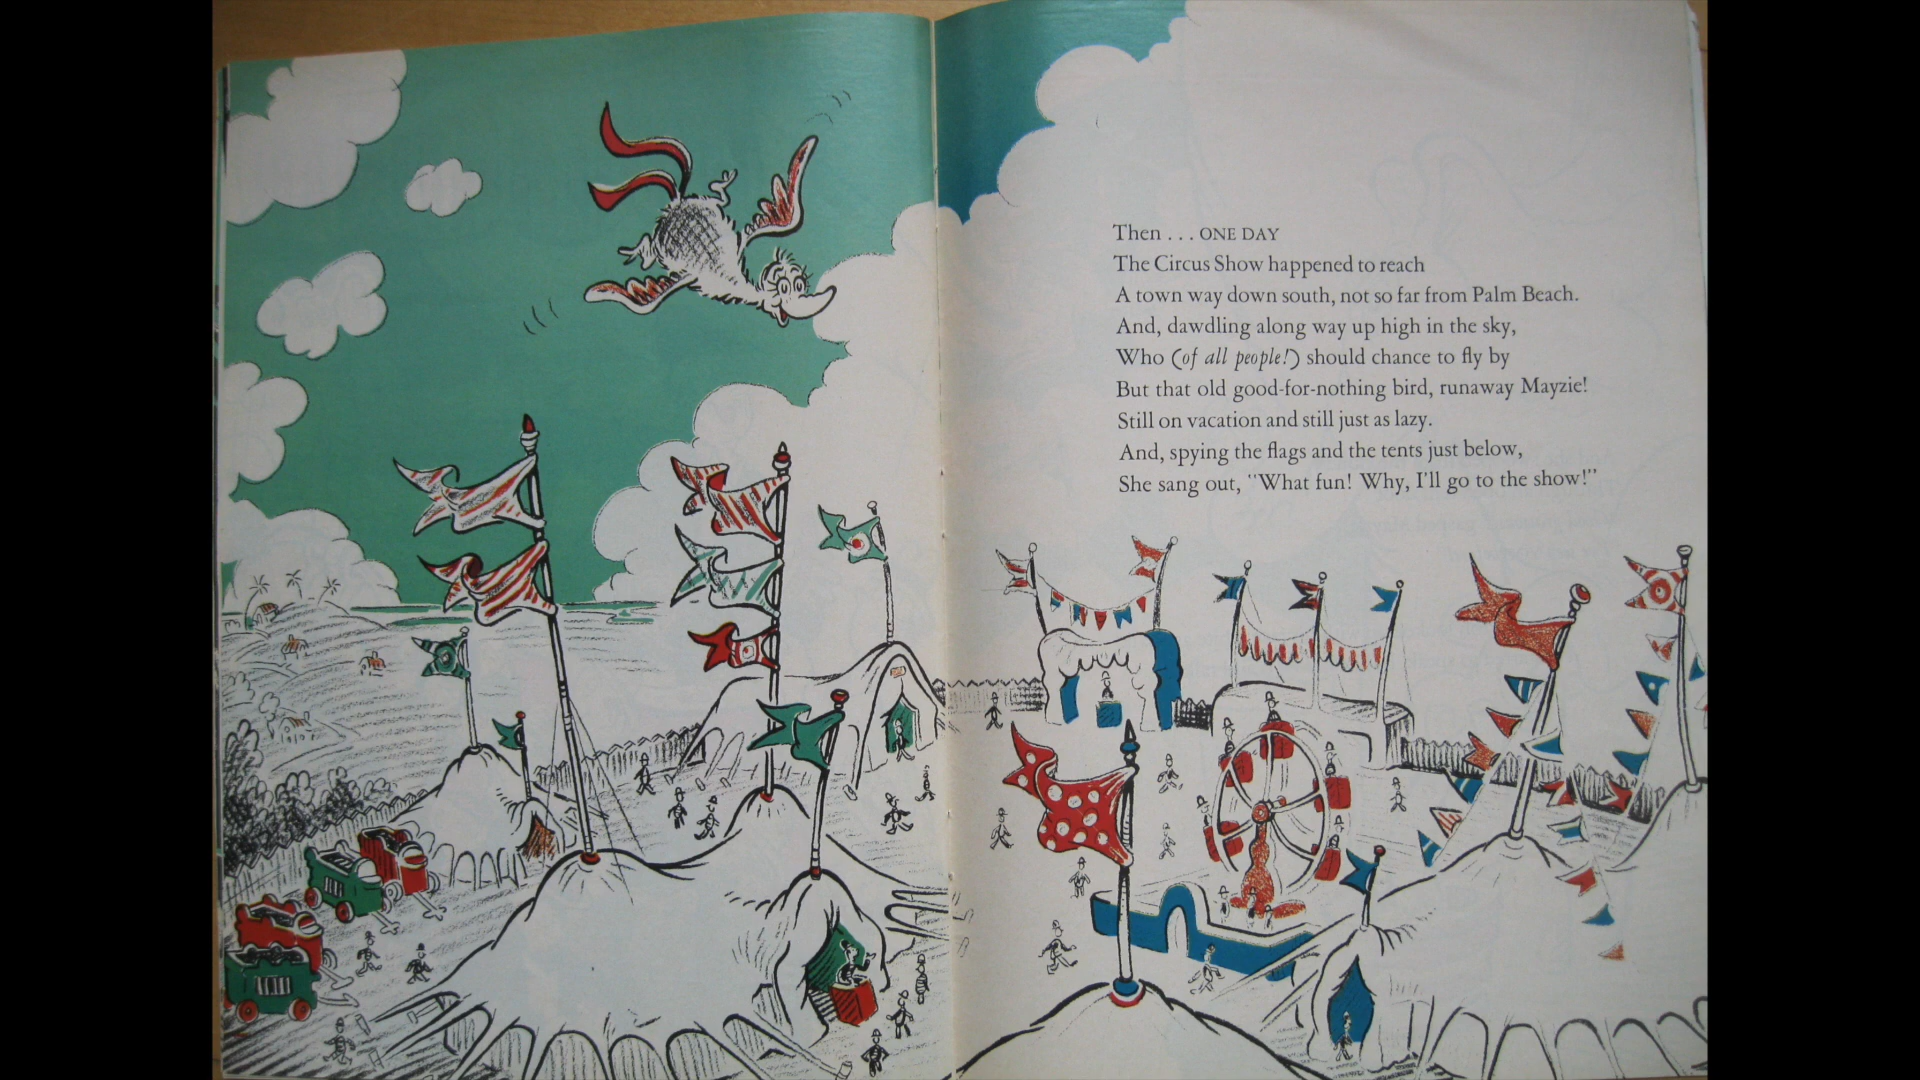 Then . . . ONE DAY
The Circus Show happened to reach
A town way down south, not so far from Palm Beach.
And, dawdling along way up high in the sky,
Who (of all people!) should chance to fly by
But that old good-for-nothing bird, runaway Mayzie!
Still on vacation and still just as lazy.
And, spying the flags and the tents just below,
She sang out, "What fun! Why, I'll go to the show!"